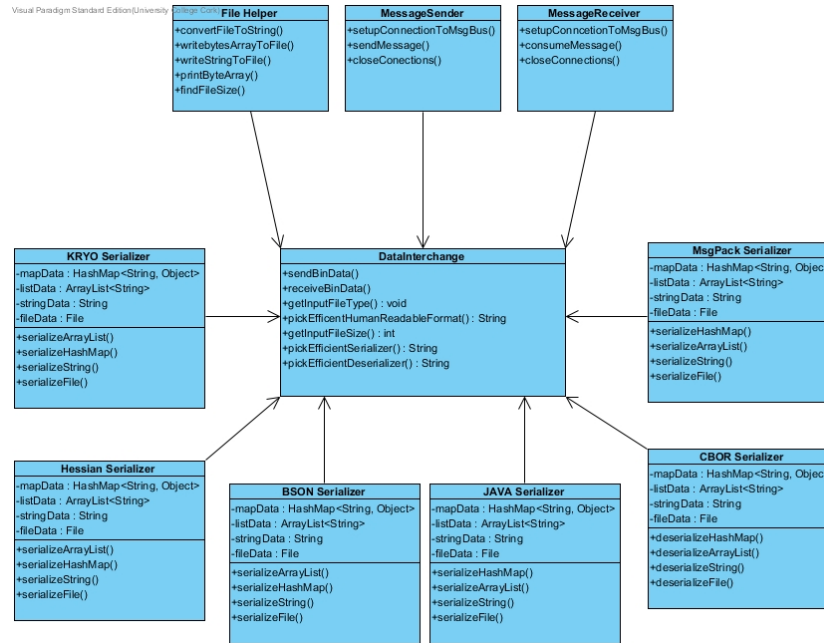 Visual Paradigm Standard Edition(University College Cork)
File Helper
+convertFileToString()
+writebytesArrayToFile()
+writeStringToFile()
+printByteArray()
+findFileSize()
MessageSender
+setupConnectionToMsgBus()
+sendMessage()
+closeConections()
MessageReceiver
+setupConncetionToMsgBus()
+consumeMessage()
+closeConnections()
KRYO Serializer
-mapData : HashMap<String, Object>
-listData : ArrayList<String>
-stringData : String
-fileData : File
+serializeArrayList()
+serializeHashMap()
+serializeString()
+serializeFile()
DataInterchange
+sendBinData()
+receiveBinData()
+getInputFileType() : void
+pickEfficentHumanReadableFormat() : String
+getInputFileSize() : int
+pickEfficientSerializer() : String
+pickEfficientDeserializer() : String
MsgPack Serializer
-mapData : HashMap<String, Object
-listData : ArrayList<String>
-stringData : String
-fileData : File
+serializeHashMap()
+serializeArrayList()
+serializeString()
+serializeFile()
Hessian Serializer
-mapData : HashMap<String, Object>
-listData : ArrayList<String>
-stringData : String
-fileData : File
+serializeArrayList()
+serializeHashMap()
+serializeString()
+serializeFile()
BSON Serializer
-mapData : HashMap<String, Object>
-listData : ArrayList<String>
-stringData : String
-fileData : File
+serializeArrayList()
+serializeHashMap()
+serializeString()
+serializeFile()
JAVA Serializer
-mapData : HashMap<String, Object>
-listData : ArrayList<String>
-stringData : String
-fileData : File
+serializeHashMap()
+serializeArrayList()
+serializeString()
+serializeFile()
CBOR Serializer
-mapData : HashMap<String, Object
-listData : ArrayList<String>
-stringData : String
-fileData : File
+deserializeHashMap()
+deserializeArrayList()
+deserializeString()
+deserializeFile()